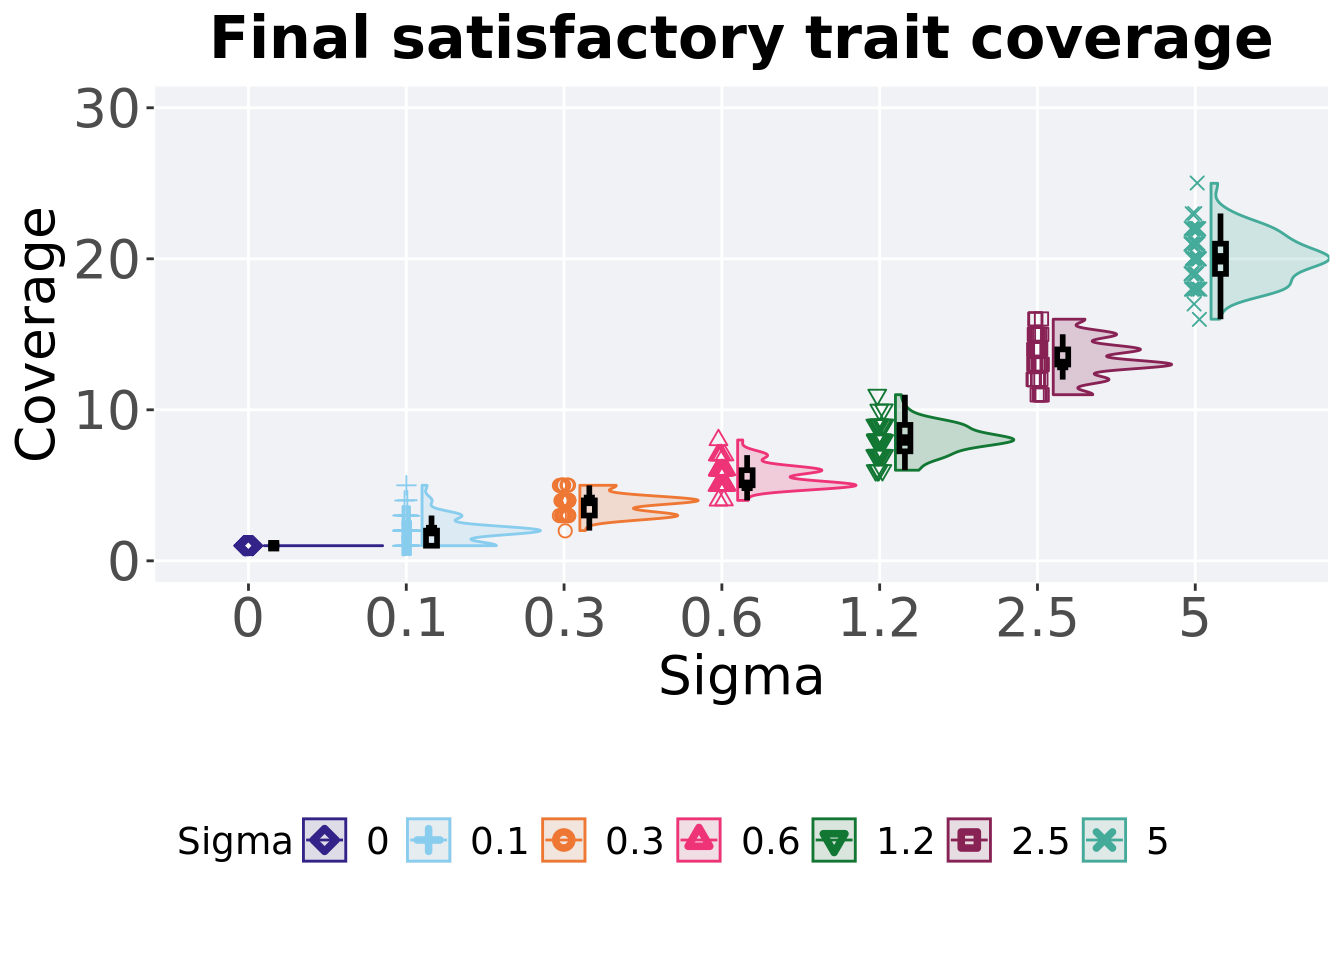 Final satisfactory trait coverage
30
20
10
0
Coverage
0 0.1 0.3 0.6 1.2 2.5 5
Sigma
Sigma 0 0.1 0.3 0.6 1.2 2.5 5